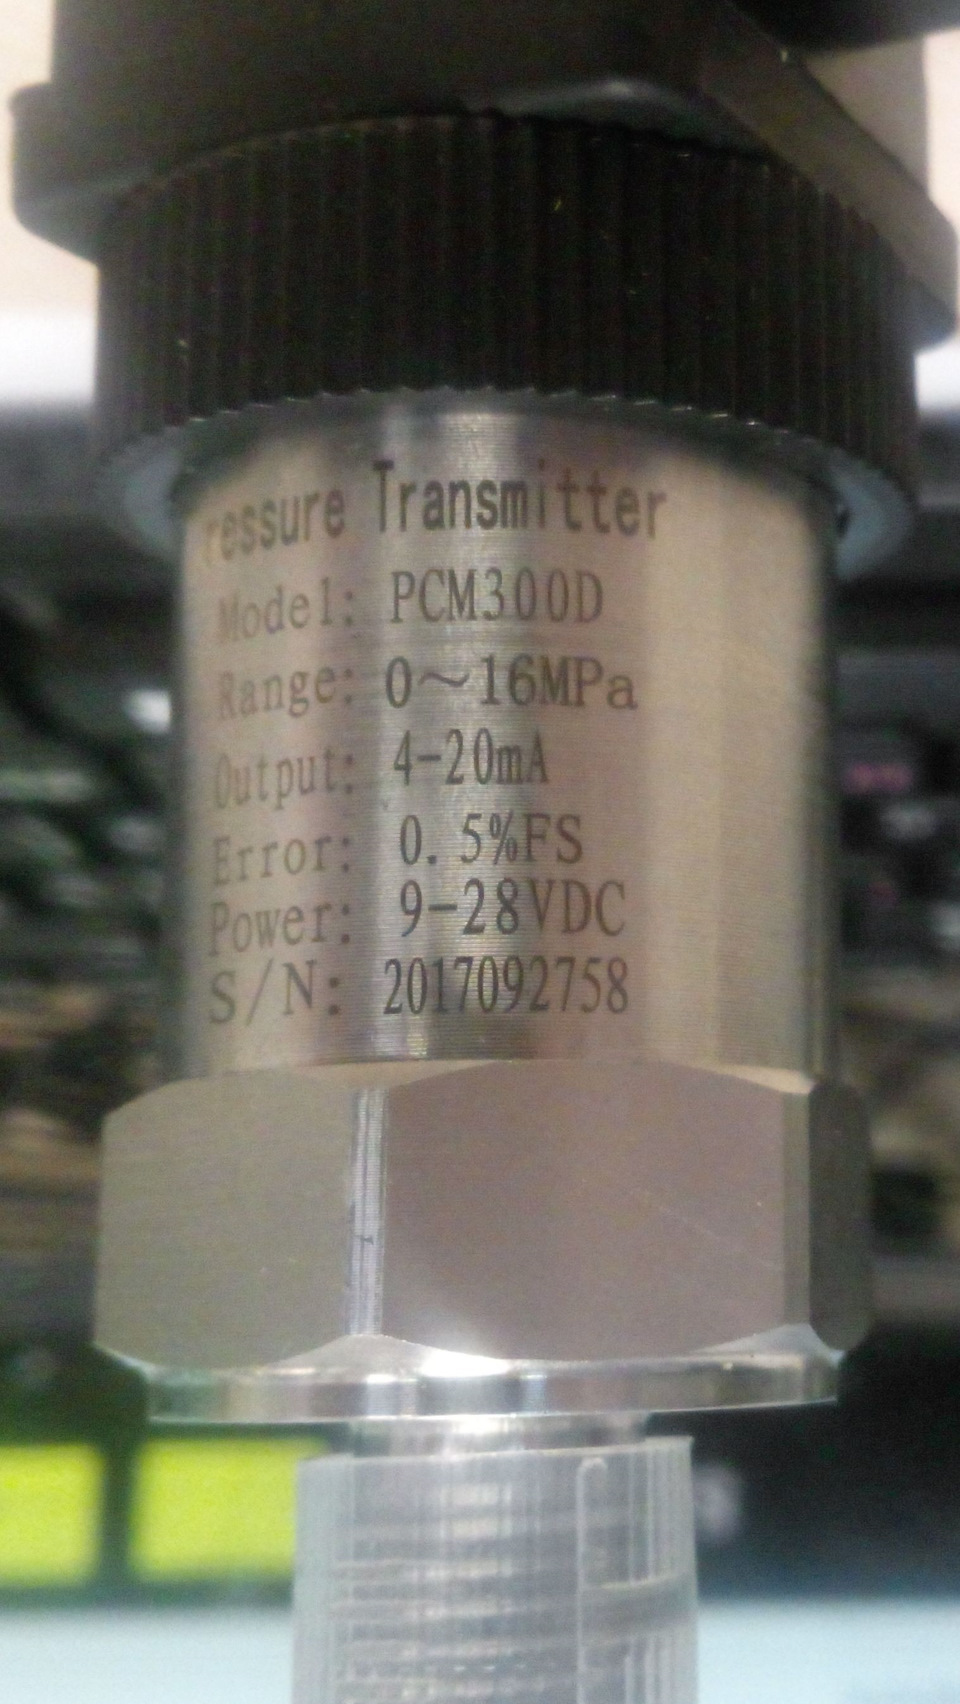 ressure Transmitter
Model: PCM300D
Range: 0～16MPa
Output: 4-20mA
Error: 0.5%FS
Power: 9-28VDC
S/N: 2017092758